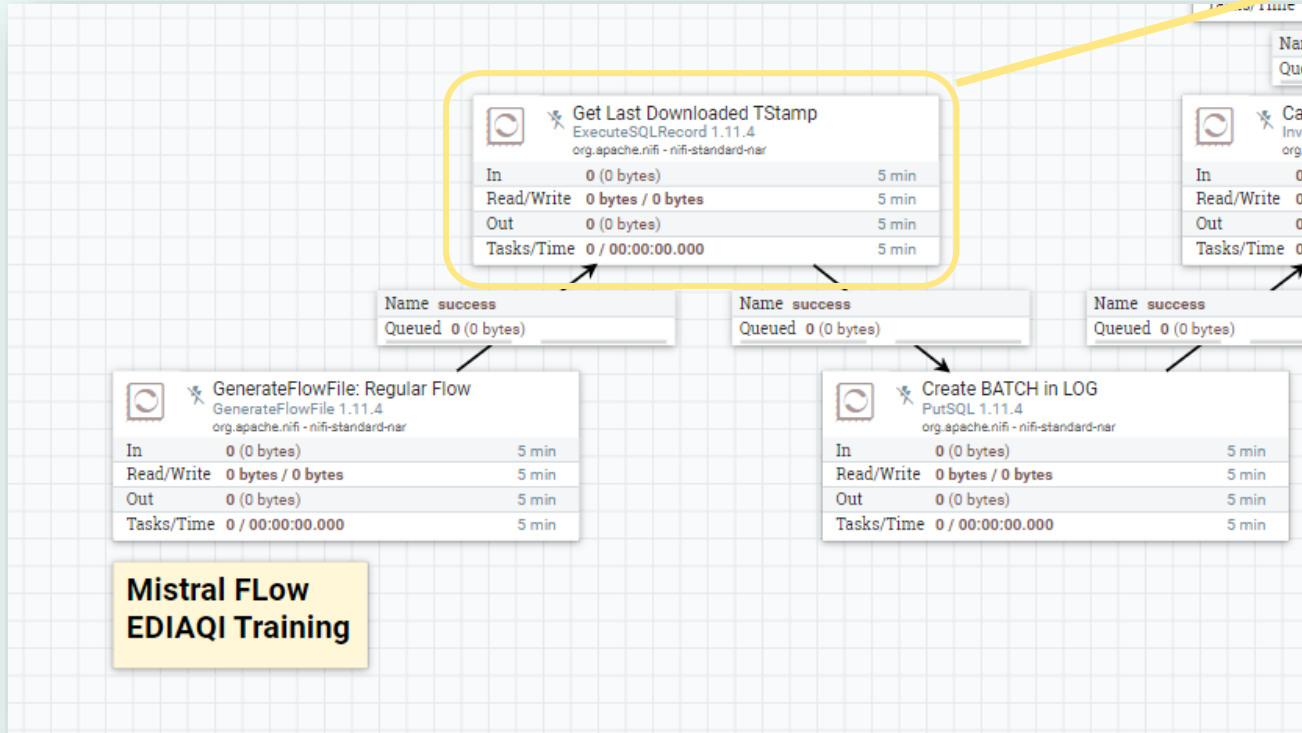 Tasks/Time
Get Last Downloaded TStamp
ExecuteSQLRecord 1.11.4
org.apache.nifi - nifi-standard-nar
In 0 (0 bytes) 5 min
Read/Write 0 bytes / 0 bytes 5 min
Out 0 (0 bytes) 5 min
Tasks/Time 0 / 00:00:00.000 5 min
In 0
Read/Write 0
Out 0
Tasks/Time 0
Name success
Queued 0 (0 bytes)
Name success
Queued 0 (0 bytes)
Name success
Queued 0 (0 bytes)
GenerateFlowFile: Regular Flow
GenerateFlowFile 1.11.4
org.apache.nifi - nifi-standard-nar
In 0 (0 bytes) 5 min
Read/Write 0 bytes / 0 bytes 5 min
Out 0 (0 bytes) 5 min
Tasks/Time 0 / 00:00:00.000 5 min
Create BATCH in LOG
PutSQL 1.11.4
org.apache.nifi - nifi-standard-nar
In 0 (0 bytes) 5 min
Read/Write 0 bytes / 0 bytes 5 min
Out 0 (0 bytes) 5 min
Tasks/Time 0 / 00:00:00.000 5 min
Mistral FLow
EDIAQI Training